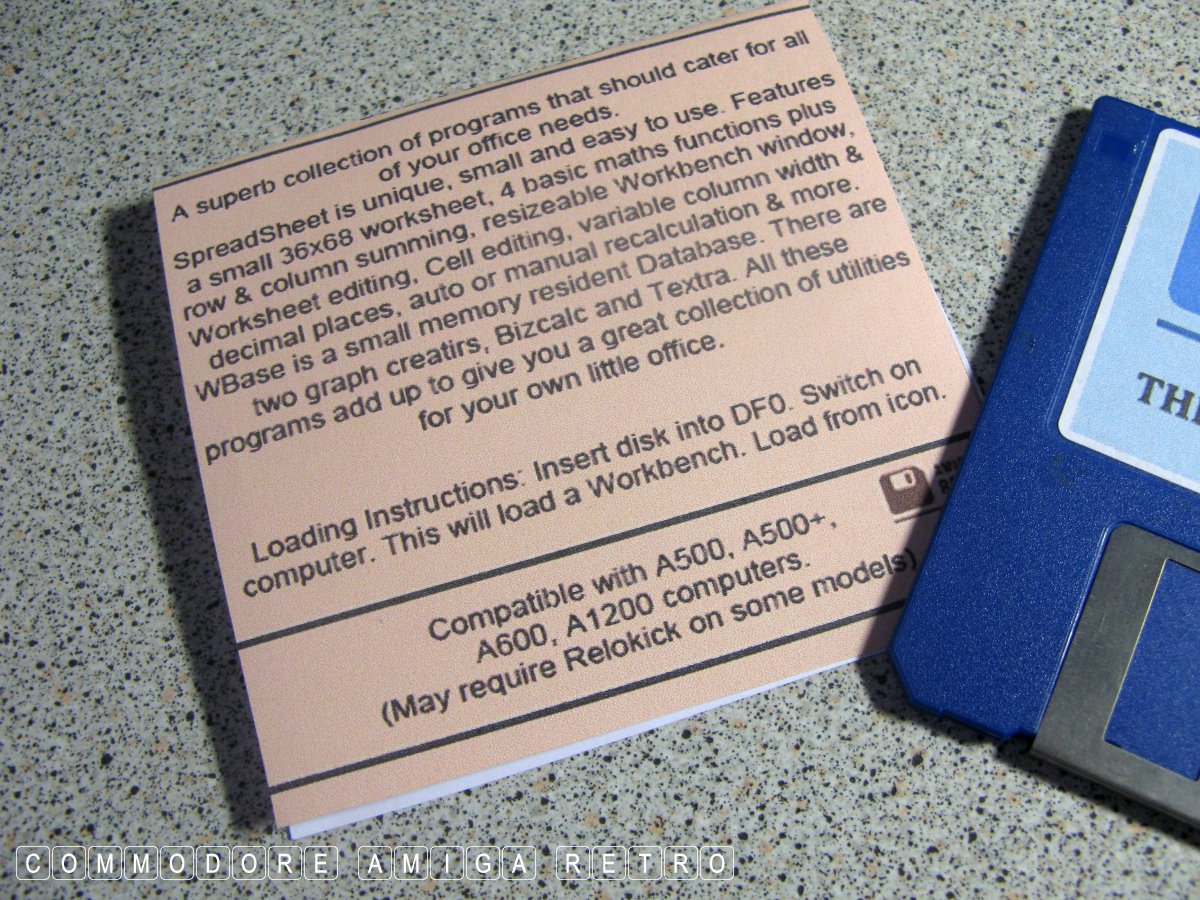 A superb collection of programs that should cater for all
of your office needs.
SpreadSheet is unique, small and easy to use. Features
a small 36x68 worksheet, 4 basic maths functions plus
row & column summing, resizeable Workbench window,
Worksheet editing, Cell editing, variable column width &
decimal places, auto or manual recalculation & more.
WBase is a small memory resident Database. There are
two graph creatirs, Bizcalc and Textra. All these
programs add up to give you a great collection of utilities
for your own little office.
Loading Instructions: Insert disk into DF0. Switch on
computer. This will load a Workbench. Load from icon.
Compatible with A500, A500+,
A600, A1200 computers.
(May require Relokick on some models)
COMMODORE AMIGA RETRO